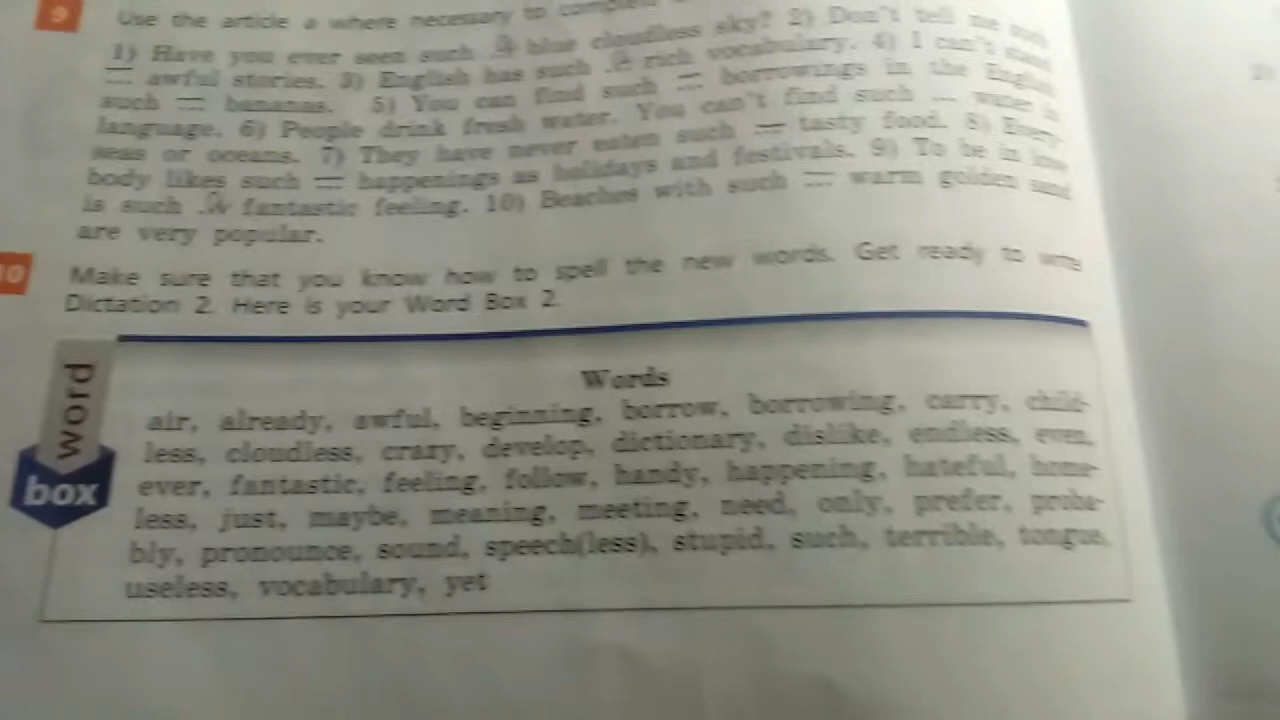 9 Use the article a where necessary to complete
1) Have you ever seen such a blue cloudless sky? 2) Don't tell me such
— awful stories. 3) English has such a rich vocabulary. 4) I can't stand
such — bananas. 5) You can find such — borrowings in the English
language. 6) People drink fresh water. You can't find such ... water in
seas or oceans. 7) They have never eaten such — tasty food. 8) Every-
body likes such — happenings as holidays and festivals. 9) To be in love
is such a fantastic feeling. 10) Beaches with such — warm golden sand
are very popular.
10 Make sure that you know how to spell the new words. Get ready to write
Dictation 2. Here is your Word Box 2.
word
box
Words
air, already, awful, beginning, borrow, borrowing, carry, child-
less, cloudless, crazy, develop, dictionary, dislike, endless, even,
ever, fantastic, feeling, follow, handy, happening, hateful, home-
less, just, maybe, meaning, meeting, need, only, prefer, proba-
bly, pronounce, sound, speech(less), stupid, such, terrible, tongue,
useless, vocabulary, yet